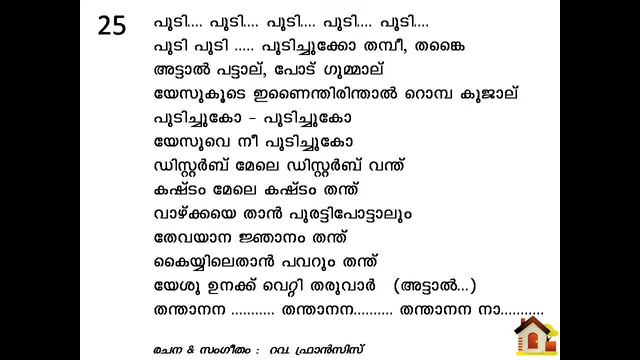 25
പുടി.... പുടി.... പുടി.... പുടി.... പുടി....
പുടി പുടി ..... പുടിച്ചുക്കോ തമ്പീ, തങ്കൈ
അട്ടാൽ പട്ടാല്, പോട് ഗുമ്മാല്
യേസുകൂടെ ഇണൈന്തിരിന്താൽ റൊമ്പ കുജാല്
പുടിച്ചുകോ - പുടിച്ചുകോ
യേസുവെ നീ പുടിച്ചുകോ
ഡിസ്റ്റർബ് മേലെ ഡിസ്റ്റർബ് വന്ത്
കഷ്ടം മേലെ കഷ്ടം തന്ത്
വാഴ്ക്കയെ താൻ പുരട്ടിപോട്ടാലും
തേവയാന ജ്ഞാനം തന്ത്
കൈയ്യിലെതാൻ പവറും തന്ത്
യേശു ഉനക്ക് വെറ്റി തരുവാർ (അട്ടാൽ...)
തന്താനന ........... തന്താനന.......... തന്താനന നാ...........
രചന & സംഗീതം : റവ. ഫ്രാൻസിസ്